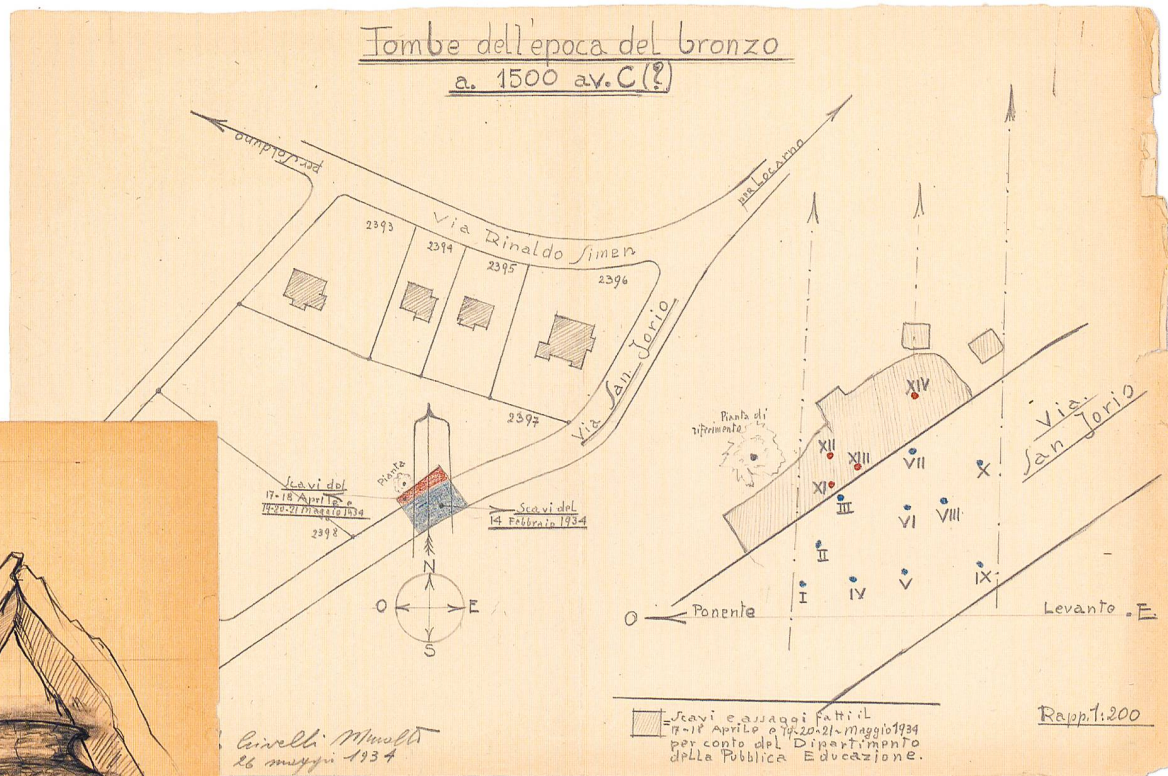 Tombe dell'epoca del bronzo
a. 1500 av. C (?)
per Solduno
per Locarno
Via Rinaldo Simen
2393
2394
2395
2396
2397
Via San Jorio
Pianta
Scavi del
17-18 Aprile e
19-20-21 Maggio 1934
2398
Scavi del
14 Febbraio 1934
N
O
E
S
Pianta di
riferimento
XIV
XII
XIII
XI
III
VII
X
VI
VIII
II
I
IV
V
IX
Via.
San Jorio
O
Ponente
Levante . E.
= Scavi e assaggi fatti il
17-18 Aprile e 19-20-21-Maggio 1934
per conto del Dipartimento
della Pubblica Educazione.
Rapp. 1:200
Crivelli
26 maggio 1934